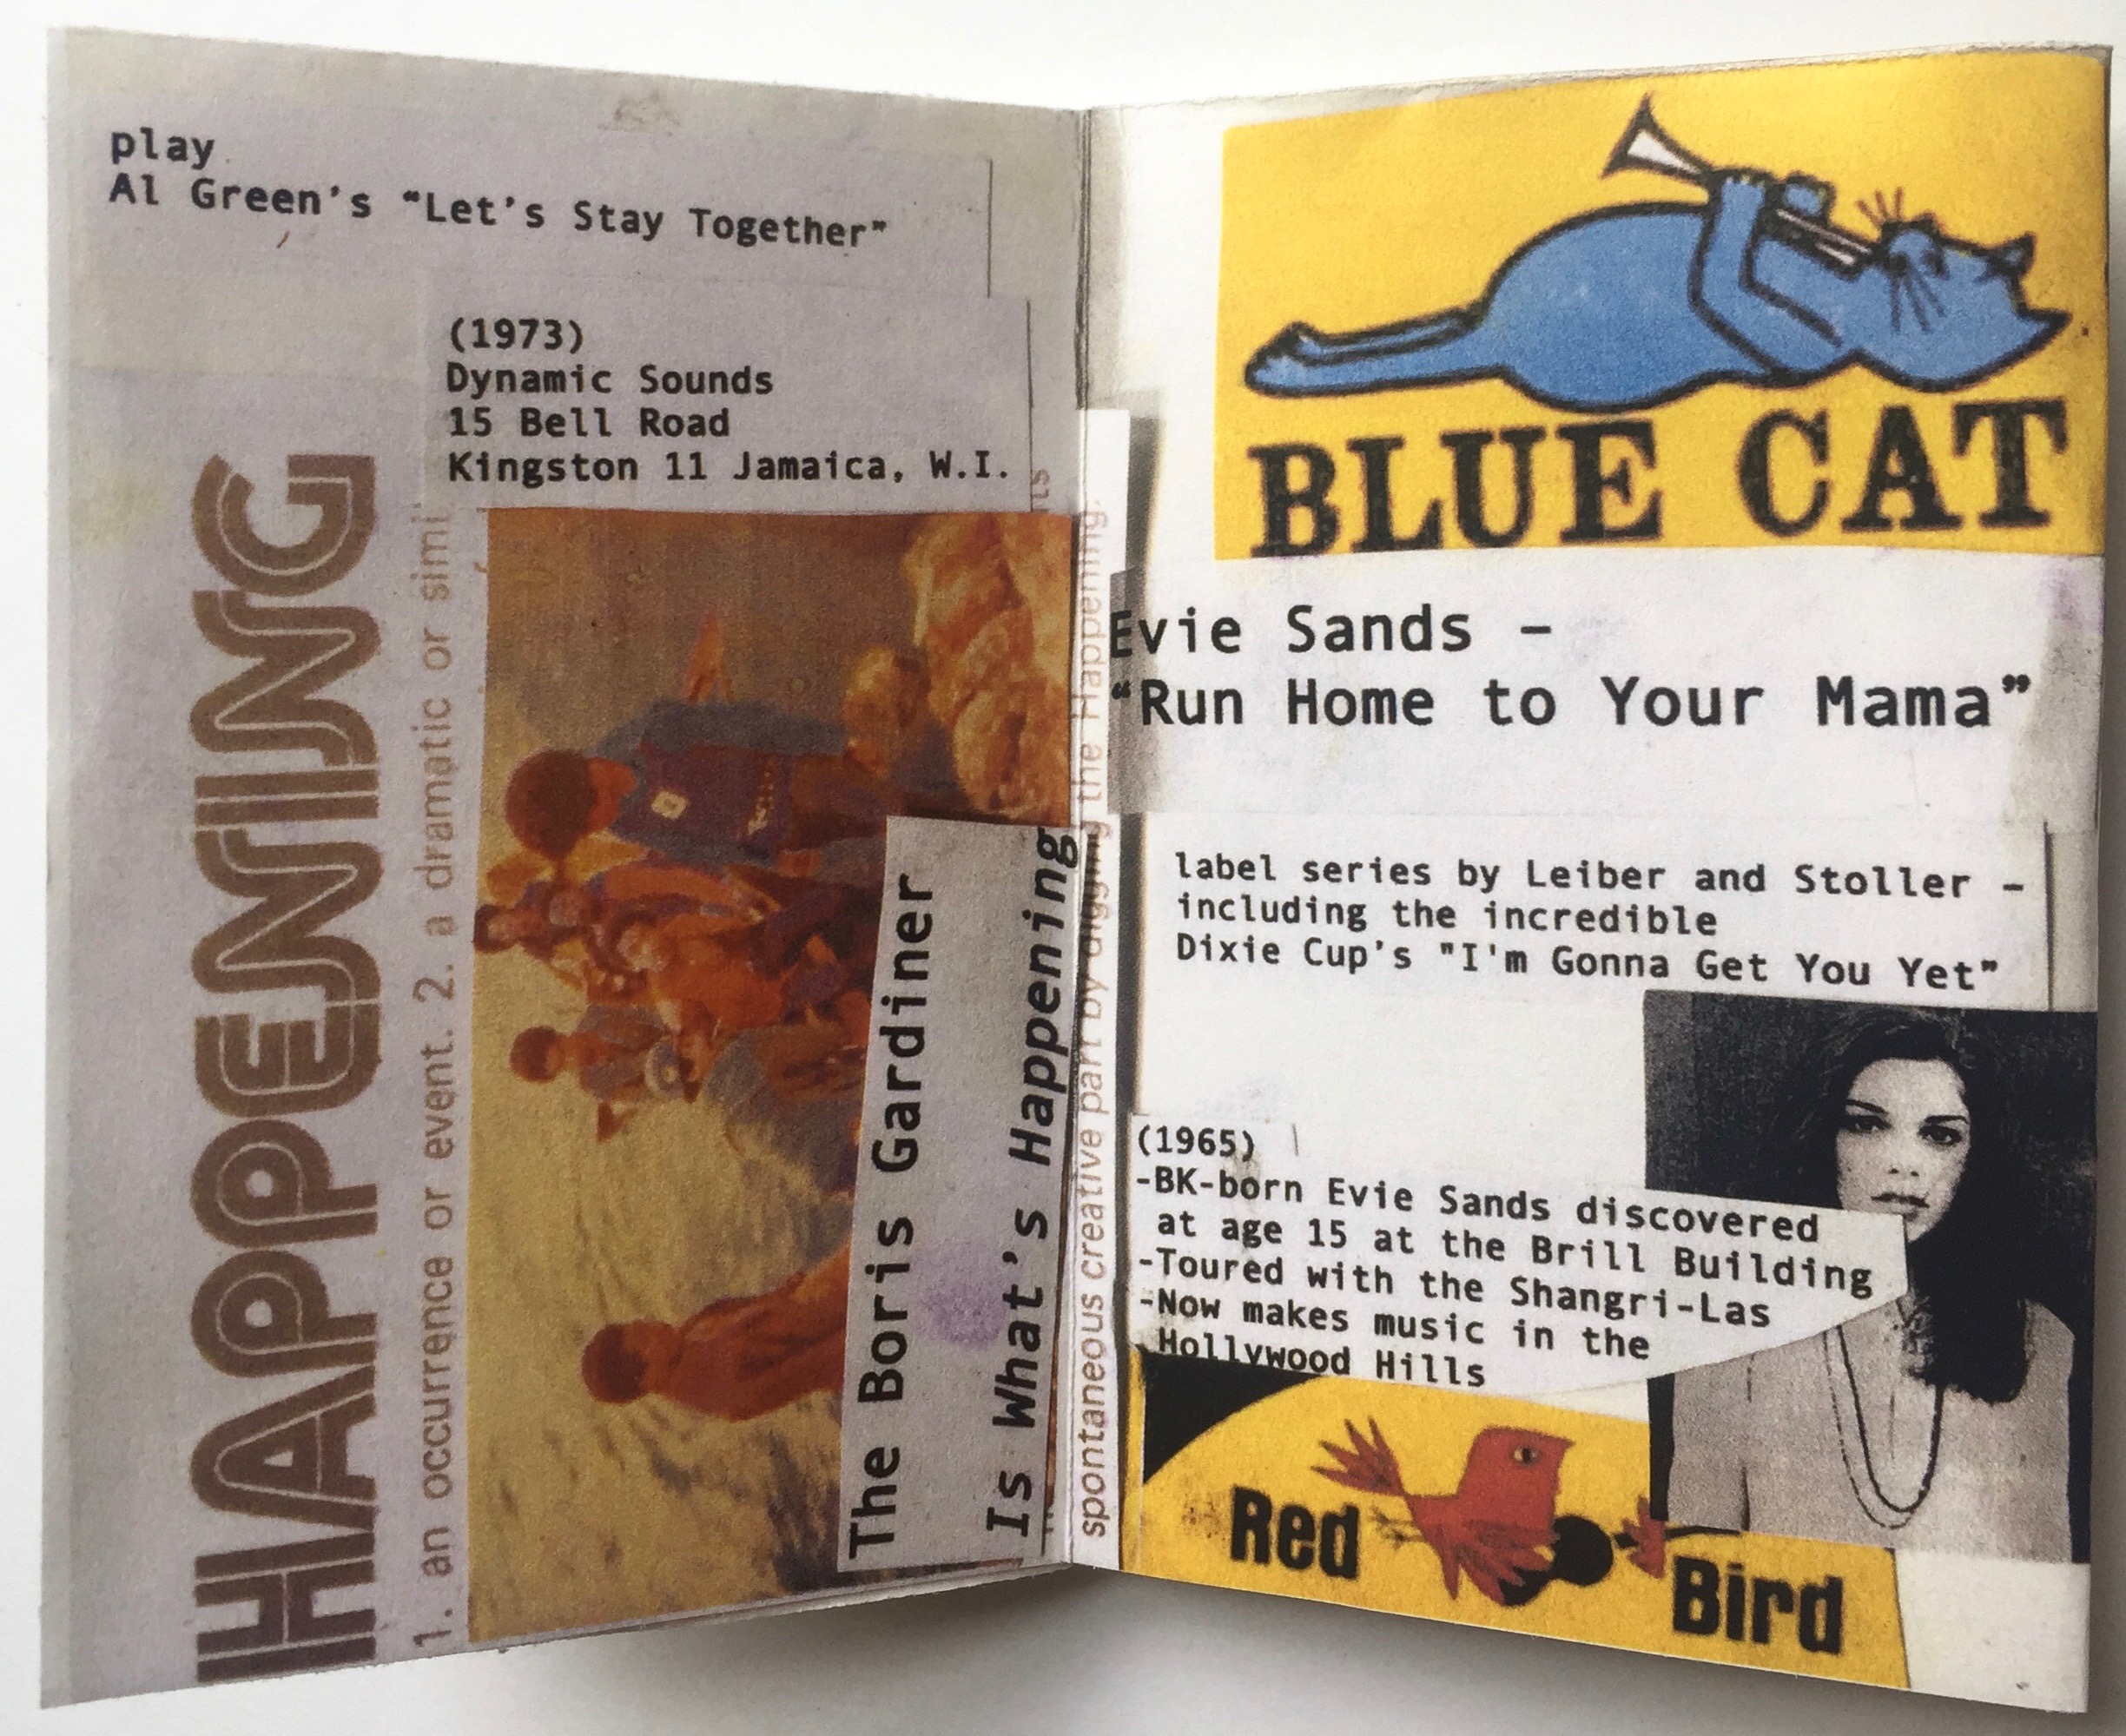 play
Al Green's “Let's Stay Together”
(1973)
Dynamic Sounds
15 Bell Road
Kingston 11 Jamaica, W.I.
HAPPENING
1. an occurrence or event. 2. a dramatic or simi
The Boris Gardiner
Is What's Happening
spontaneous creative part by digging the Happening.
BLUE CAT
Evie Sands –
“Run Home to Your Mama”
label series by Leiber and Stoller –
including the incredible
Dixie Cup's "I'm Gonna Get You Yet”
(1965)
-BK-born Evie Sands discovered
at age 15 at the Brill Building
-Toured with the Shangri-Las
-Now makes music in the
Hollywood Hills
Red
Bird